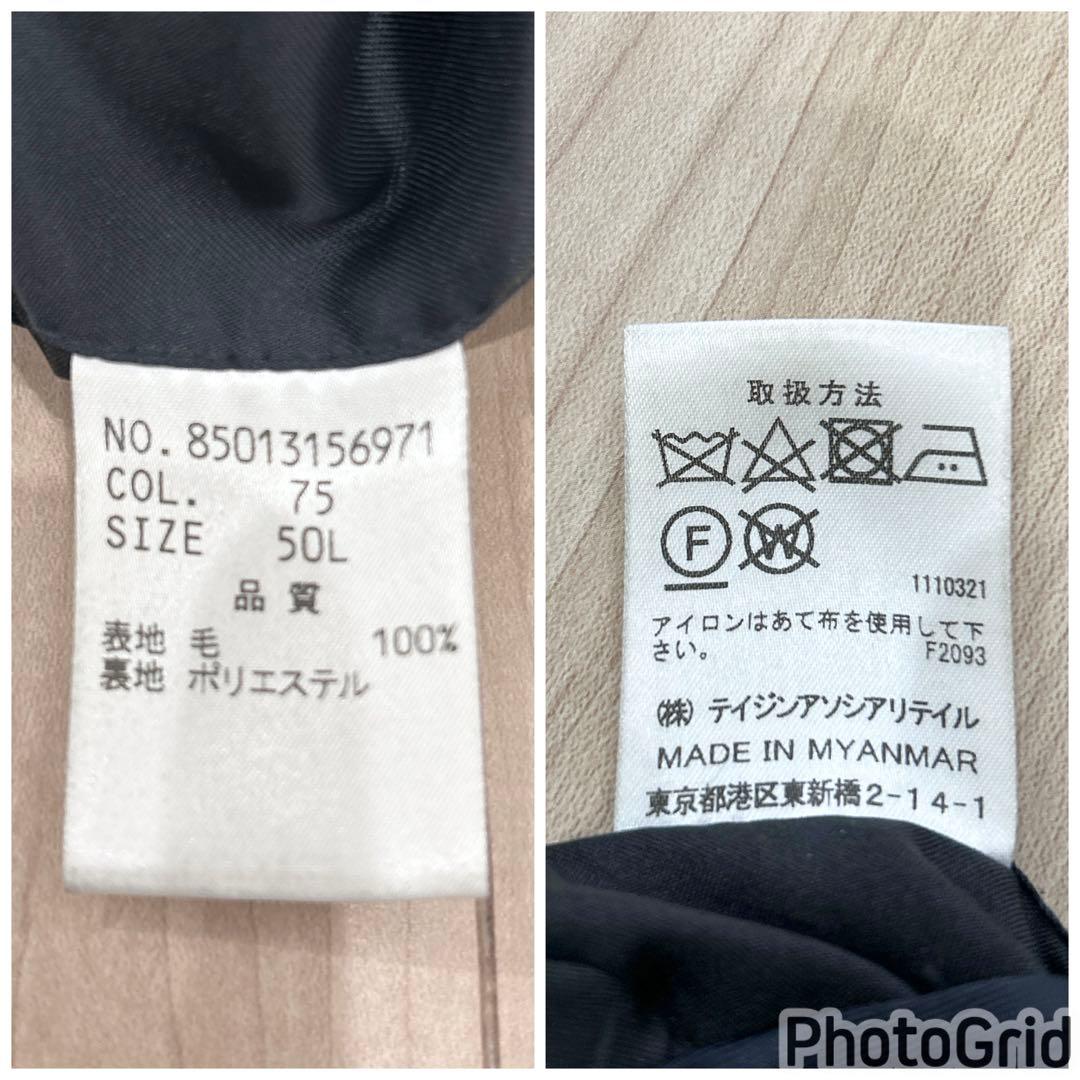 NO. 85013156971
COL. 75
SIZE 50L
品質
表地 毛 100%
裏地 ポリエステル
取扱方法
F W
1110321
アイロンはあて布を使用して下
さい。 F2093
(株) テイジンアソシアリテイル
MADE IN MYANMAR
東京都港区東新橋2-14-1
PhotoGrid